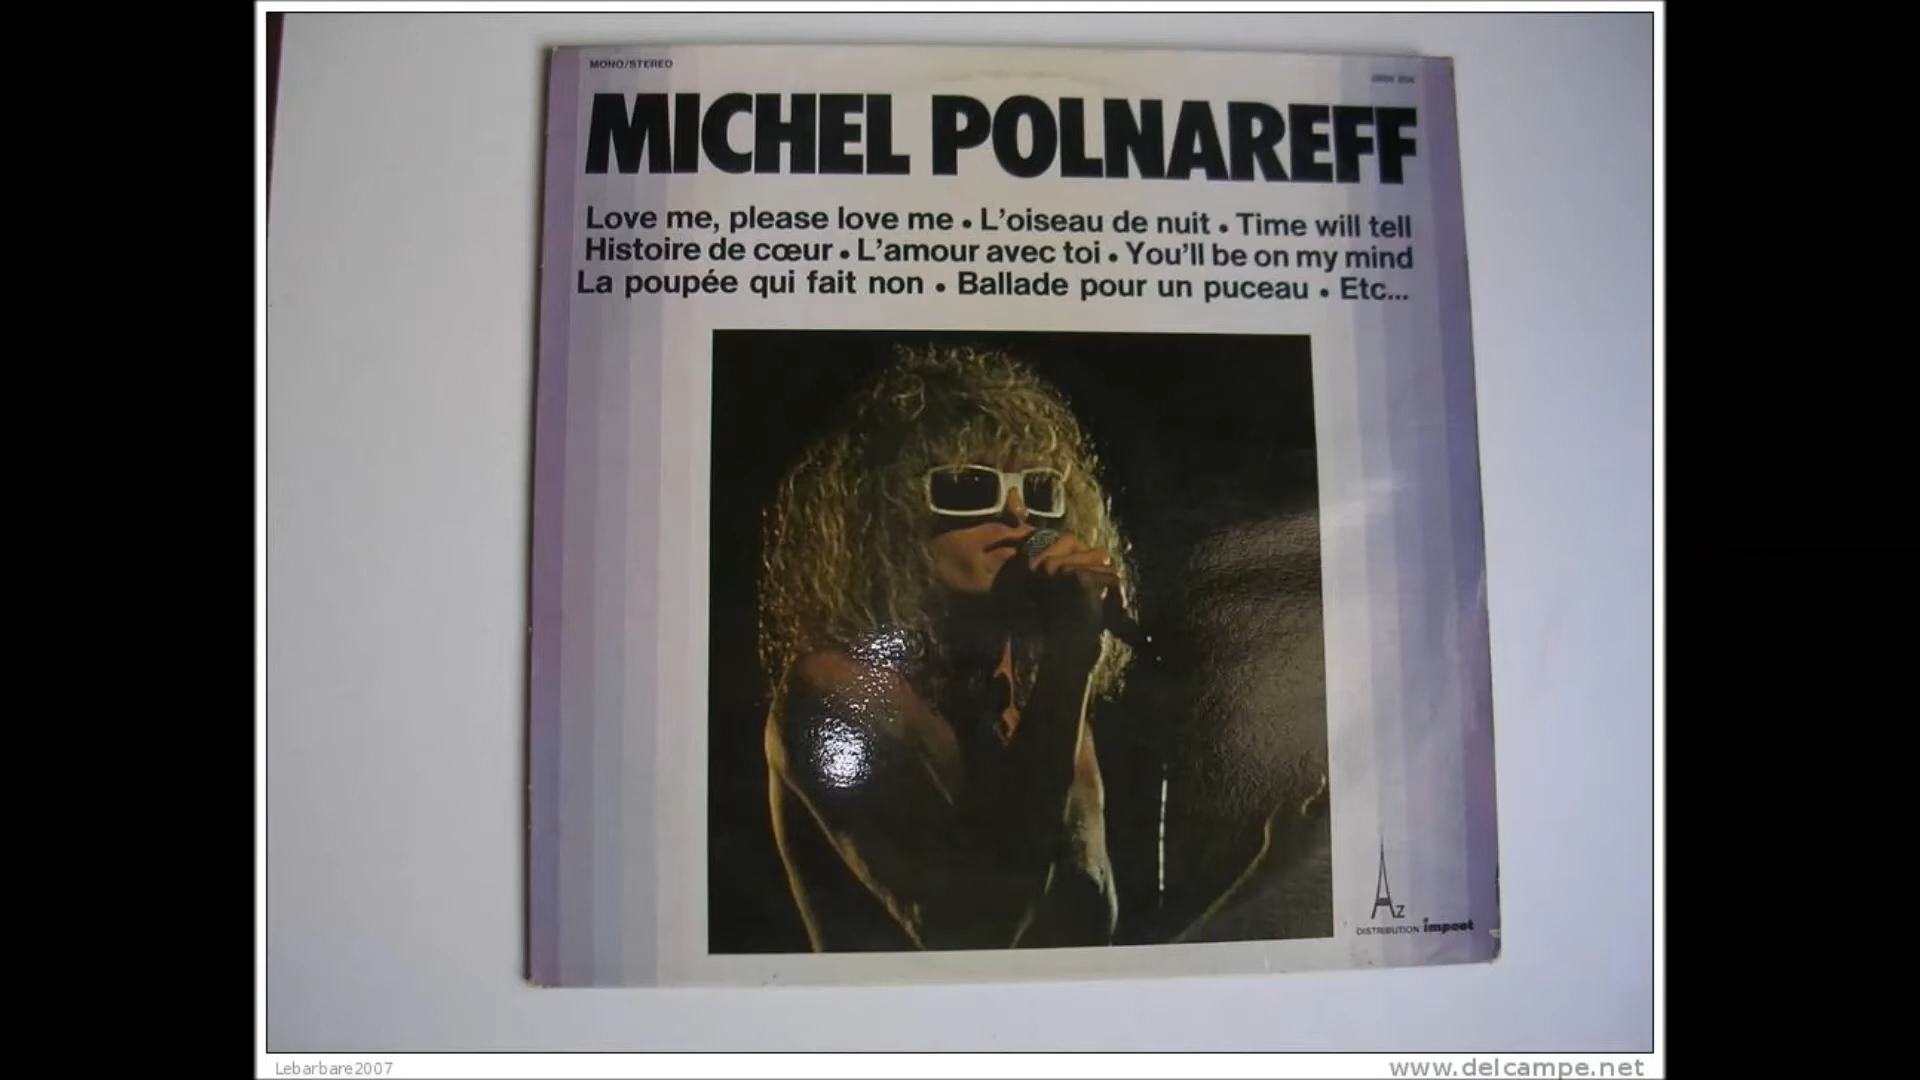 MONO/STEREO
MICHEL POLNAREFF
Love me, please love me • L'oiseau de nuit • Time will tell
Histoire de cœur • L'amour avec toi • You'll be on my mind
La poupée qui fait non • Ballade pour un puceau • Etc...
AZ
DISTRIBUTION impact
Lebarbare2007
www.delcampe.net